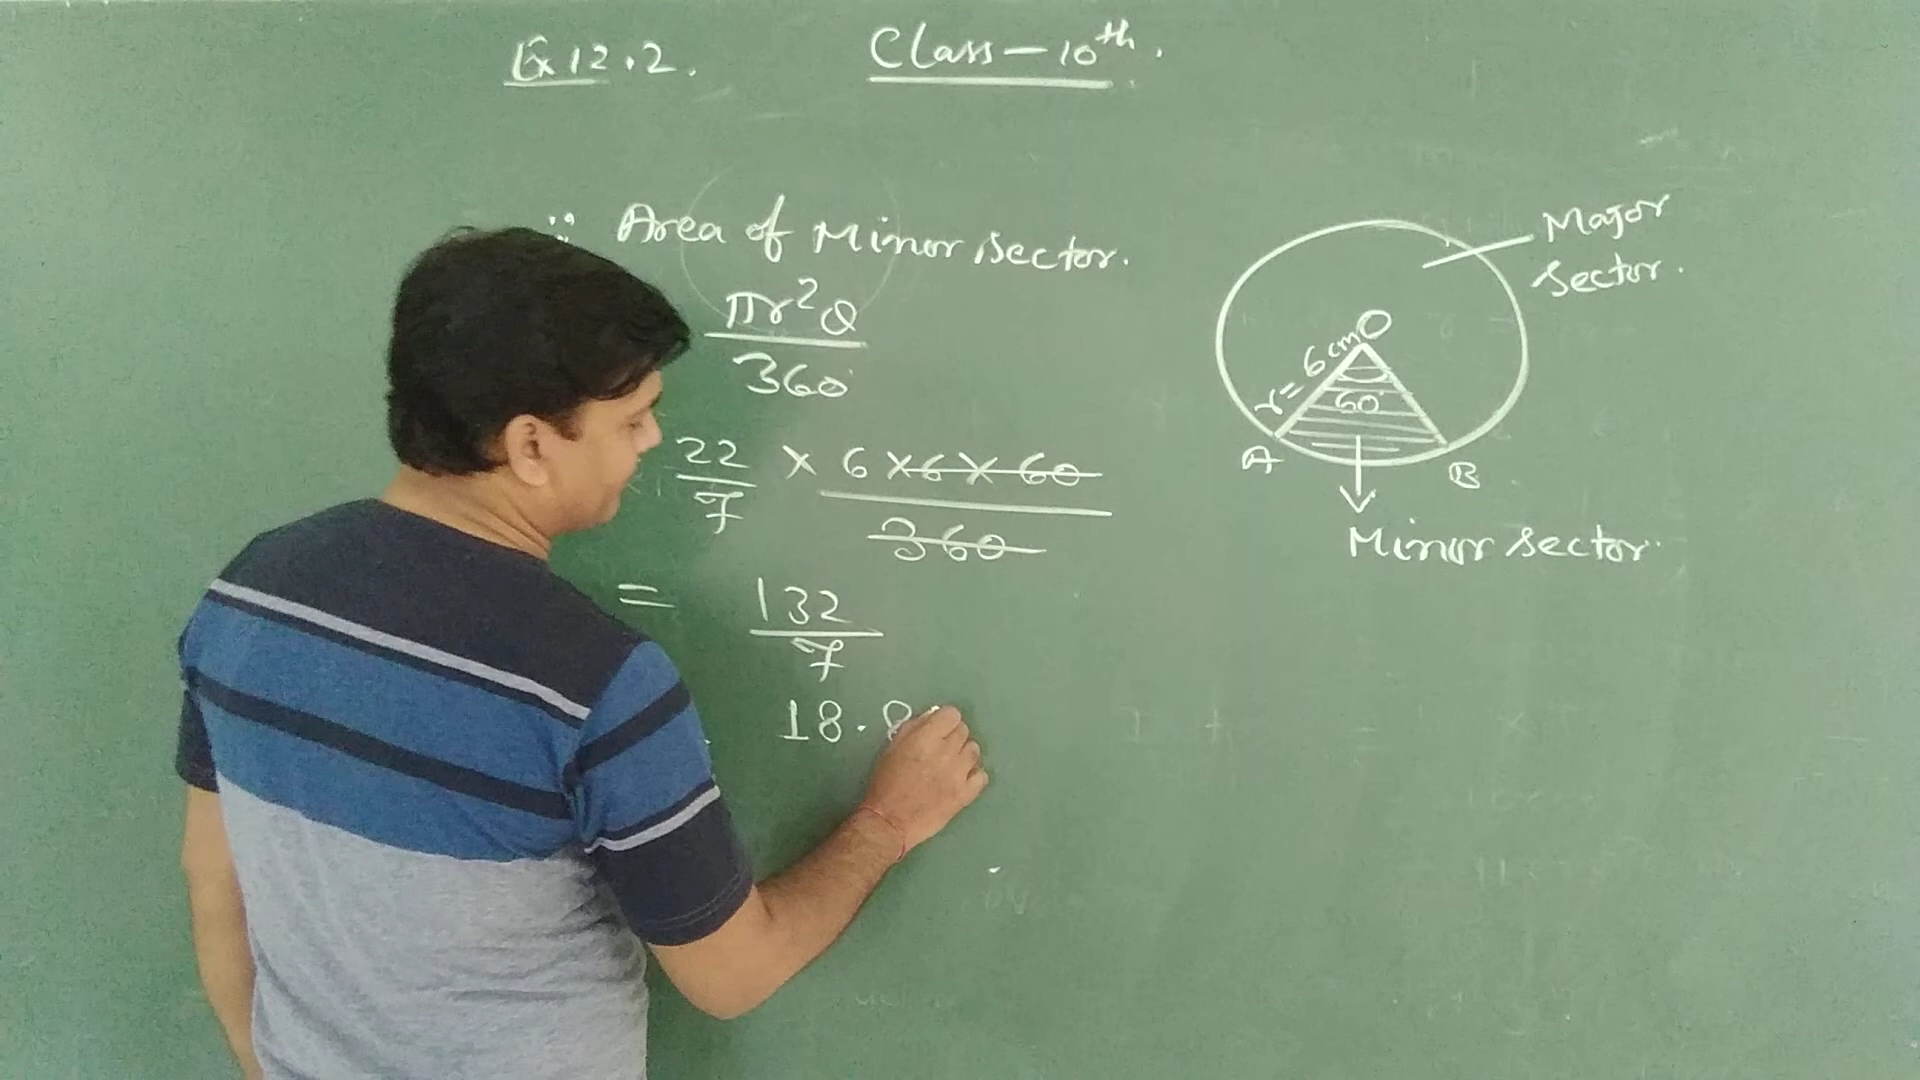 Ex 12.2.
Class-10th.
∵ Area of Minor sector.
πr²θ
360°
22 × 6 × 6 × 60
7 360
= 132
7
18.8
Major
sector.
O
r= 6cm
60°
A
B
Minor sector.